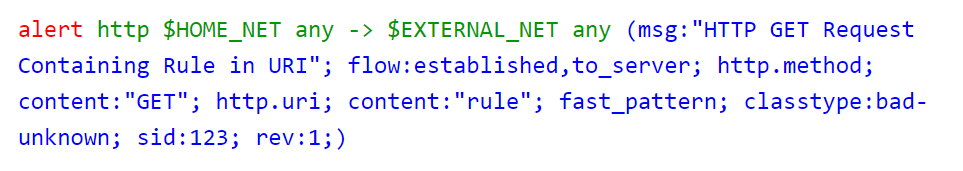 alert http $HOME_NET any -> $EXTERNAL_NET any (msg:"HTTP GET Request
Containing Rule in URI"; flow:established,to_server; http.method;
content:"GET"; http.uri; content:"rule"; fast_pattern; classtype:bad-
unknown; sid:123; rev:1;)